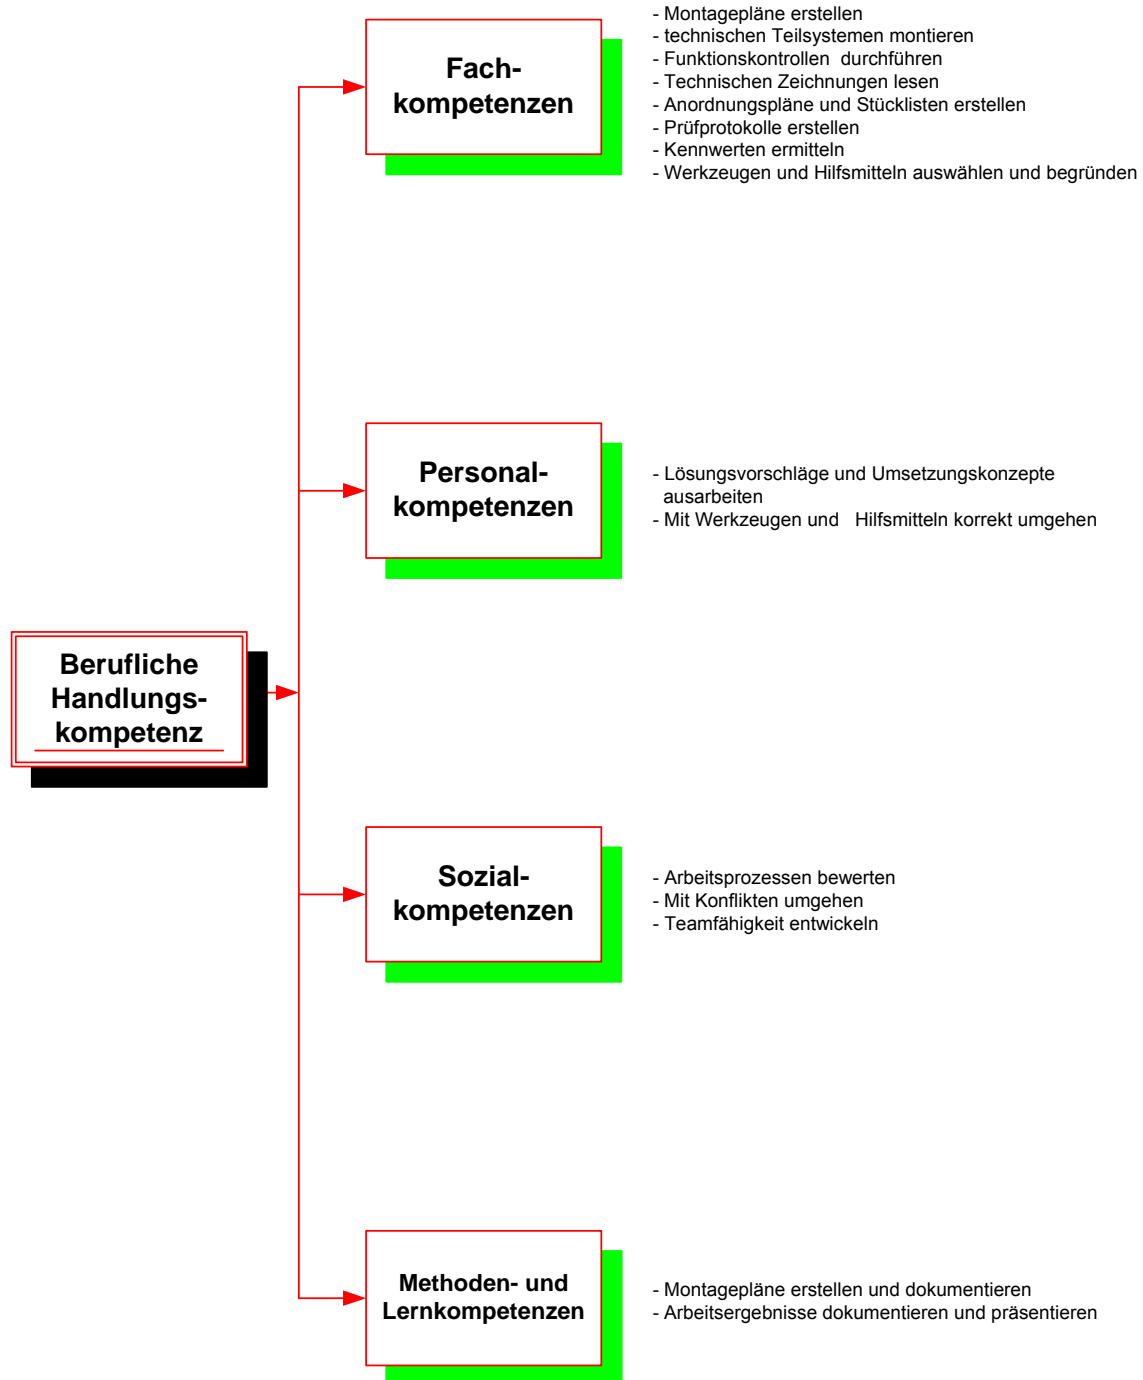 Fach-
kompetenzen
- Montagepläne erstellen
- technischen Teilsystemen montieren
- Funktionskontrollen  durchführen
- Technischen Zeichnungen lesen
- Anordnungspläne und Stücklisten erstellen
- Prüfprotokolle erstellen
- Kennwerten ermitteln
- Werkzeugen und Hilfsmitteln auswählen und begründen
Personal-
kompetenzen
- Lösungsvorschläge und Umsetzungskonzepte
ausarbeiten
- Mit Werkzeugen und   Hilfsmitteln korrekt umgehen
Berufliche
Handlungs-
kompetenz
Sozial-
kompetenzen
- Arbeitsprozessen bewerten
- Mit Konflikten umgehen
- Teamfähigkeit entwickeln
Methoden- und
Lernkompetenzen
- Montagepläne erstellen und dokumentieren
- Arbeitsergebnisse dokumentieren und präsentieren